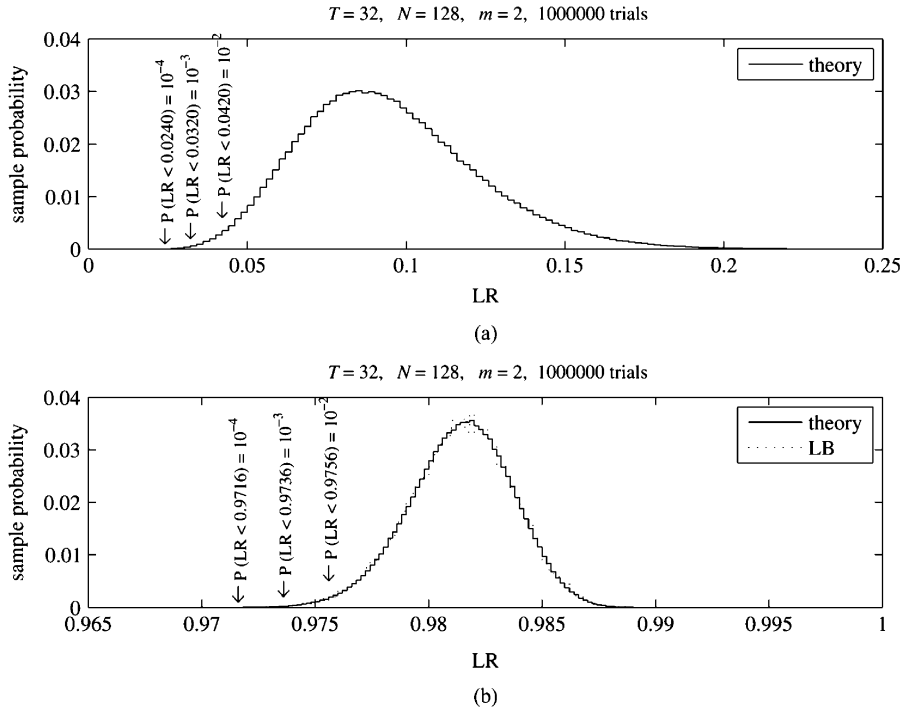 T = 32, N = 128, m = 2, 1000000 trials
0.04
0.03
0.02
0.01
0
sample probability
P (LR < 0.0240) = 10⁻⁴
P (LR < 0.0320) = 10⁻³
P (LR < 0.0420) = 10⁻²
theory
0
0.05
0.1
0.15
0.2
0.25
LR
(a)
T = 32, N = 128, m = 2, 1000000 trials
0.04
0.03
0.02
0.01
0
sample probability
P (LR < 0.9716) = 10⁻⁴
P (LR < 0.9736) = 10⁻³
P (LR < 0.9756) = 10⁻²
theory
LB
0.965
0.97
0.975
0.98
0.985
0.99
0.995
1
LR
(b)